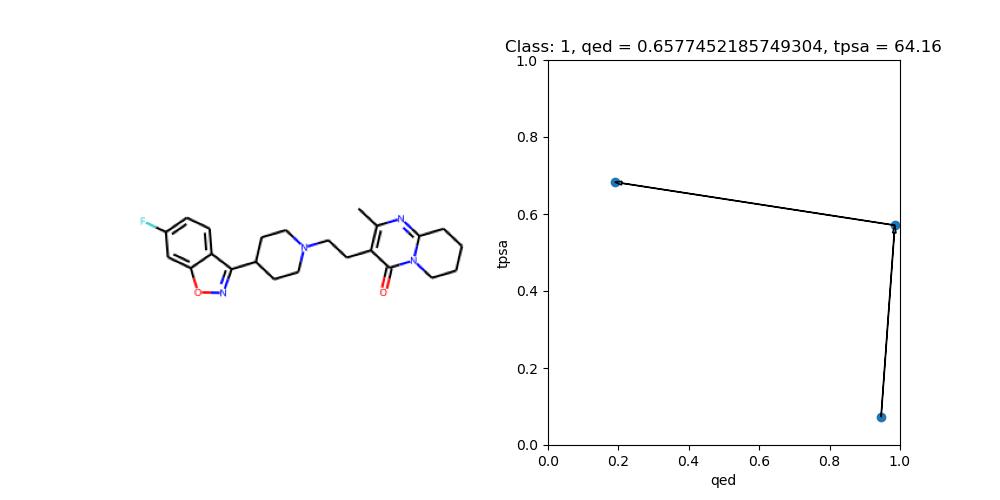 Class: 1, qed = 0.6577452185749304, tpsa = 64.16
1.0
0.8
0.6
0.4
0.2
0.0
tpsa
0.0 0.2 0.4 0.6 0.8 1.0
qed
F
O
N
N
O
N
N